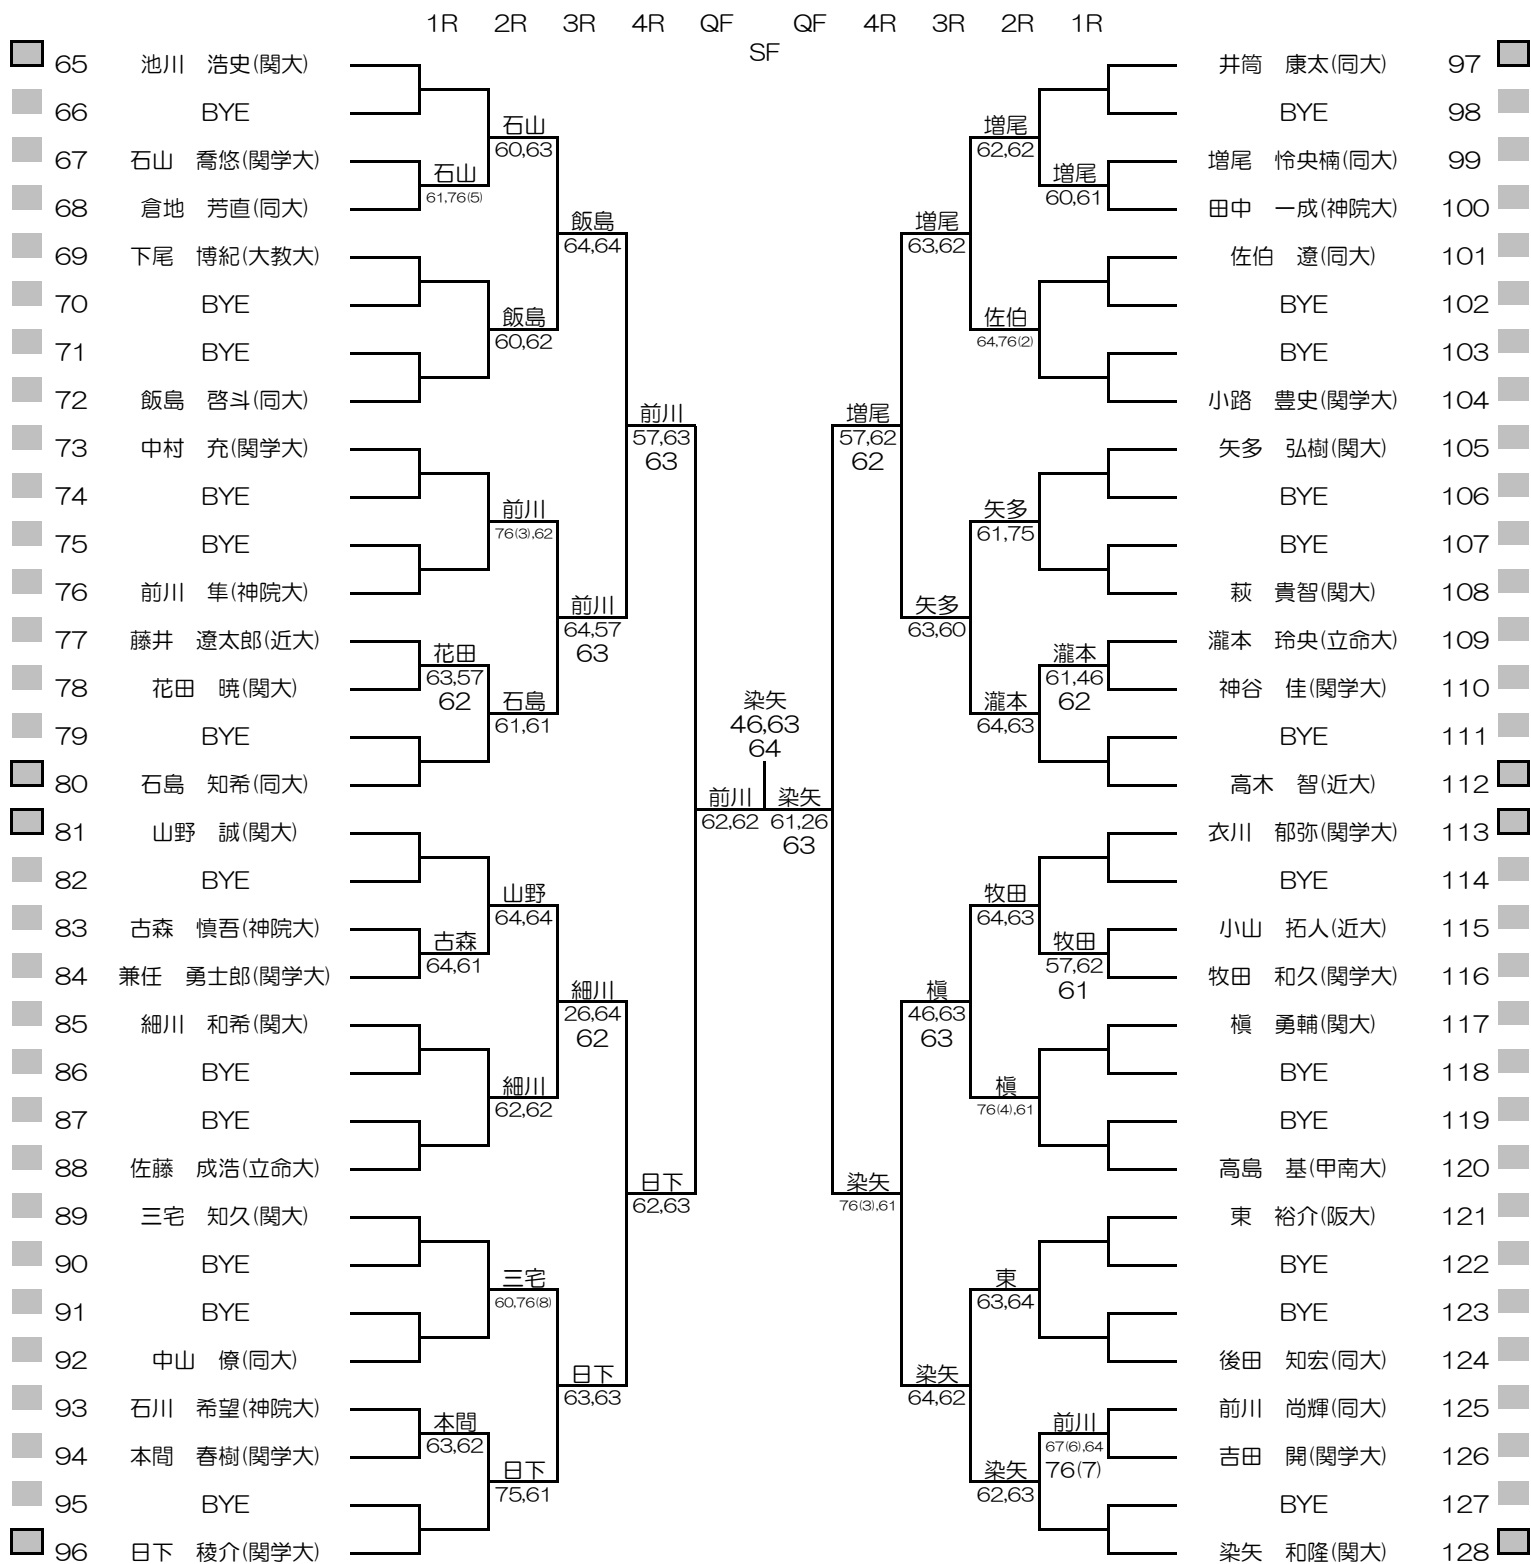 1R 2R 3R 4R QF QF 4R 3R 2R 1R
SF
65 池川　浩史(関大)
66 BYE
67 石山　喬悠(関学大)
68 倉地　芳直(同大)
69 下尾　博紀(大教大)
70 BYE
71 BYE
72 飯島　啓斗(同大)
73 中村　充(関学大)
74 BYE
75 BYE
76 前川　隼(神院大)
77 藤井　遼太郎(近大)
78 花田　暁(関大)
79 BYE
80 石島　知希(同大)
81 山野　誠(関大)
82 BYE
83 古森　慎吾(神院大)
84 兼任　勇士郎(関学大)
85 細川　和希(関大)
86 BYE
87 BYE
88 佐藤　成浩(立命大)
89 三宅　知久(関大)
90 BYE
91 BYE
92 中山　僚(同大)
93 石川　希望(神院大)
94 本間　春樹(関学大)
95 BYE
96 日下　稜介(関学大)
石山
61,76(5)
花田
63,57
62
古森
64,61
本間
63,62
石山
60,63
飯島
60,62
前川
76(3),62
石島
61,61
山野
64,64
細川
62,62
三宅
60,76(8)
日下
75,61
飯島
64,64
前川
64,57
63
細川
26,64
62
日下
63,63
前川
57,63
63
日下
62,63
前川
62,62
染矢
46,63
64
染矢
61,26
63
増尾
57,62
62
染矢
76(3),61
増尾
63,62
矢多
63,60
槇
46,63
63
染矢
64,62
増尾
62,62
佐伯
64,76(2)
矢多
61,75
瀧本
64,63
牧田
64,63
槇
76(4),61
東
63,64
染矢
62,63
増尾
60,61
瀧本
61,46
62
牧田
57,62
61
前川
67(6),64
76(7)
井筒　康太(同大) 97
BYE 98
増尾　怜央楠(同大) 99
田中　一成(神院大) 100
佐伯　遼(同大) 101
BYE 102
BYE 103
小路　豊史(関学大) 104
矢多　弘樹(関大) 105
BYE 106
BYE 107
萩　貴智(関大) 108
瀧本　玲央(立命大) 109
神谷　佳(関学大) 110
BYE 111
高木　智(近大) 112
衣川　郁弥(関学大) 113
BYE 114
小山　拓人(近大) 115
牧田　和久(関学大) 116
槇　勇輔(関大) 117
BYE 118
BYE 119
高島　基(甲南大) 120
東　裕介(阪大) 121
BYE 122
BYE 123
後田　知宏(同大) 124
前川　尚輝(同大) 125
吉田　開(関学大) 126
BYE 127
染矢　和隆(関大) 128